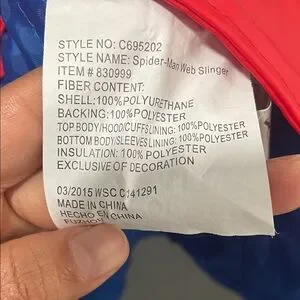 STYLE NO: C695202
STYLE NAME: Spider-Man Web Slinger
ITEM # 830999
FIBER CONTENT:
SHELL:100%POLYURETHANE
BACKING:100%POLYESTER
TOP BODY/HOOD/CUFFS LINING: 100%POLYESTER
BOTTOM BODY/SLEEVES LINING:100%POLYESTER
INSULATION:100%POLYESTER
EXCLUSIVE OF DECORATION
03/2015 WSC C141291
MADE IN CHINA
HECHO EN CHINA
FUZHOU